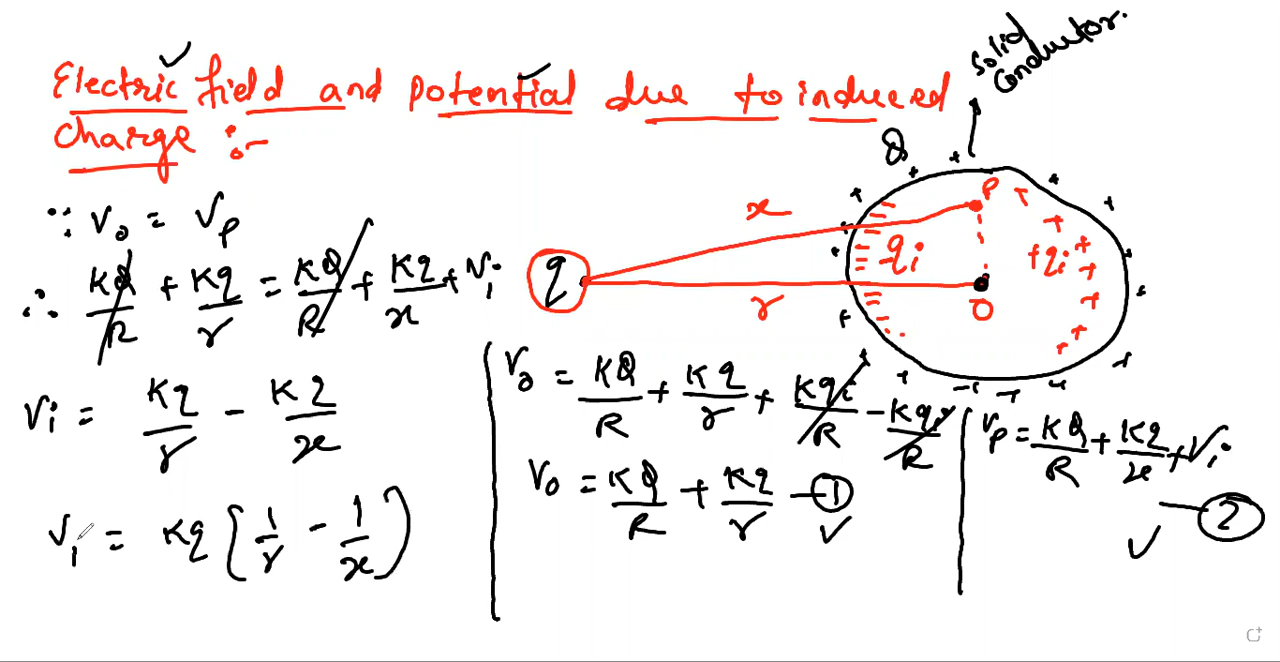 Electric field and potential due to induced
charge :-
solid
conductor.
Q
∵ V₀ = Vp
∴ KQ/R + Kq/r = KQ/R + Kq/x + Vi
Vi = Kq/r - Kq/x
Vi = Kq [1/r - 1/x)
q
x
r
P
O
-qi
+qi
V₀ = KQ/R + Kq/r + Kqi/R - Kqi/R
V₀ = KQ/R + Kq/r - ①
Vp = KQ/R + Kq/x + Vi
- ②